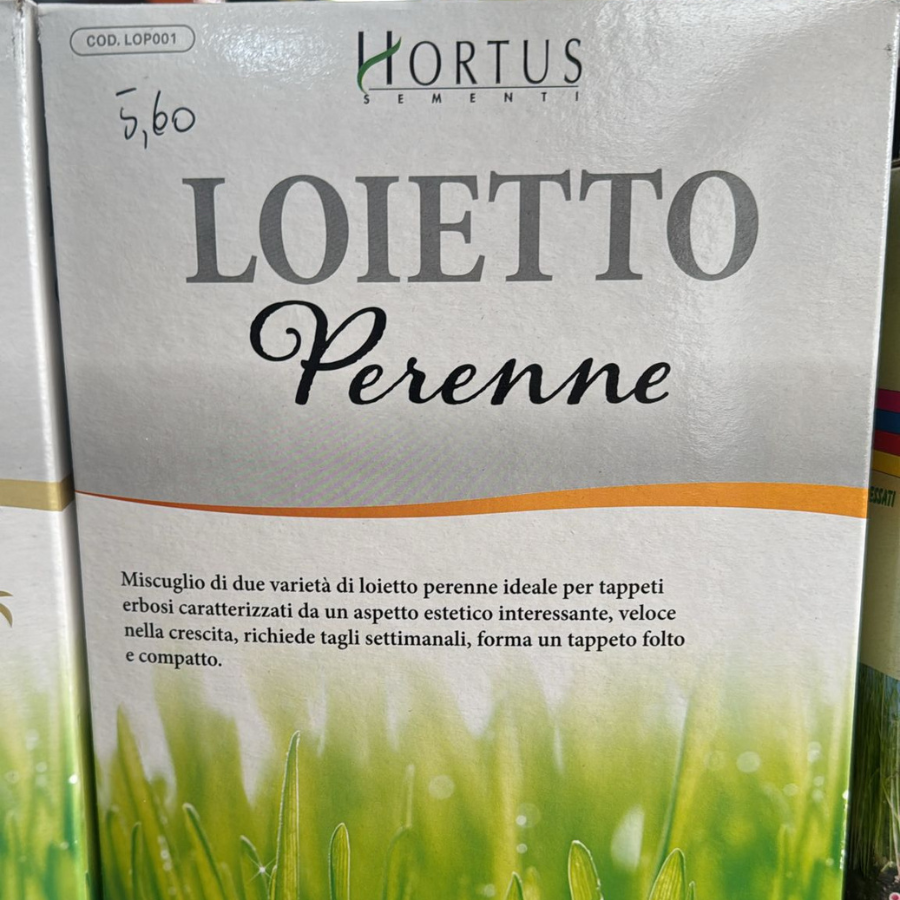 COD. LOP001
HORTUS
SEMENTI
5,60
LOIETTO
Perenne
ESSATI
Miscuglio di due varietà di loietto perenne ideale per tappeti
erbosi caratterizzati da un aspetto estetico interessante, veloce
nella crescita, richiede tagli settimanali, forma un tappeto folto
e compatto.